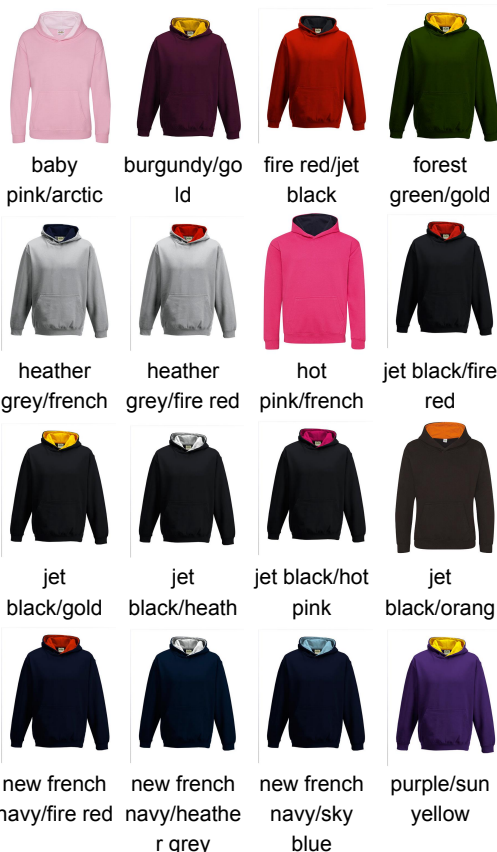 baby
pink/arctic
burgundy/go
ld
fire red/jet
black
forest
green/gold
heather
grey/french
heather
grey/fire red
hot
pink/french
jet black/fire
red
jet
black/gold
jet
black/heath
jet black/hot
pink
jet
black/orang
new french
navy/fire red
new french
navy/heathe
r grey
new french
navy/sky
blue
purple/sun
yellow